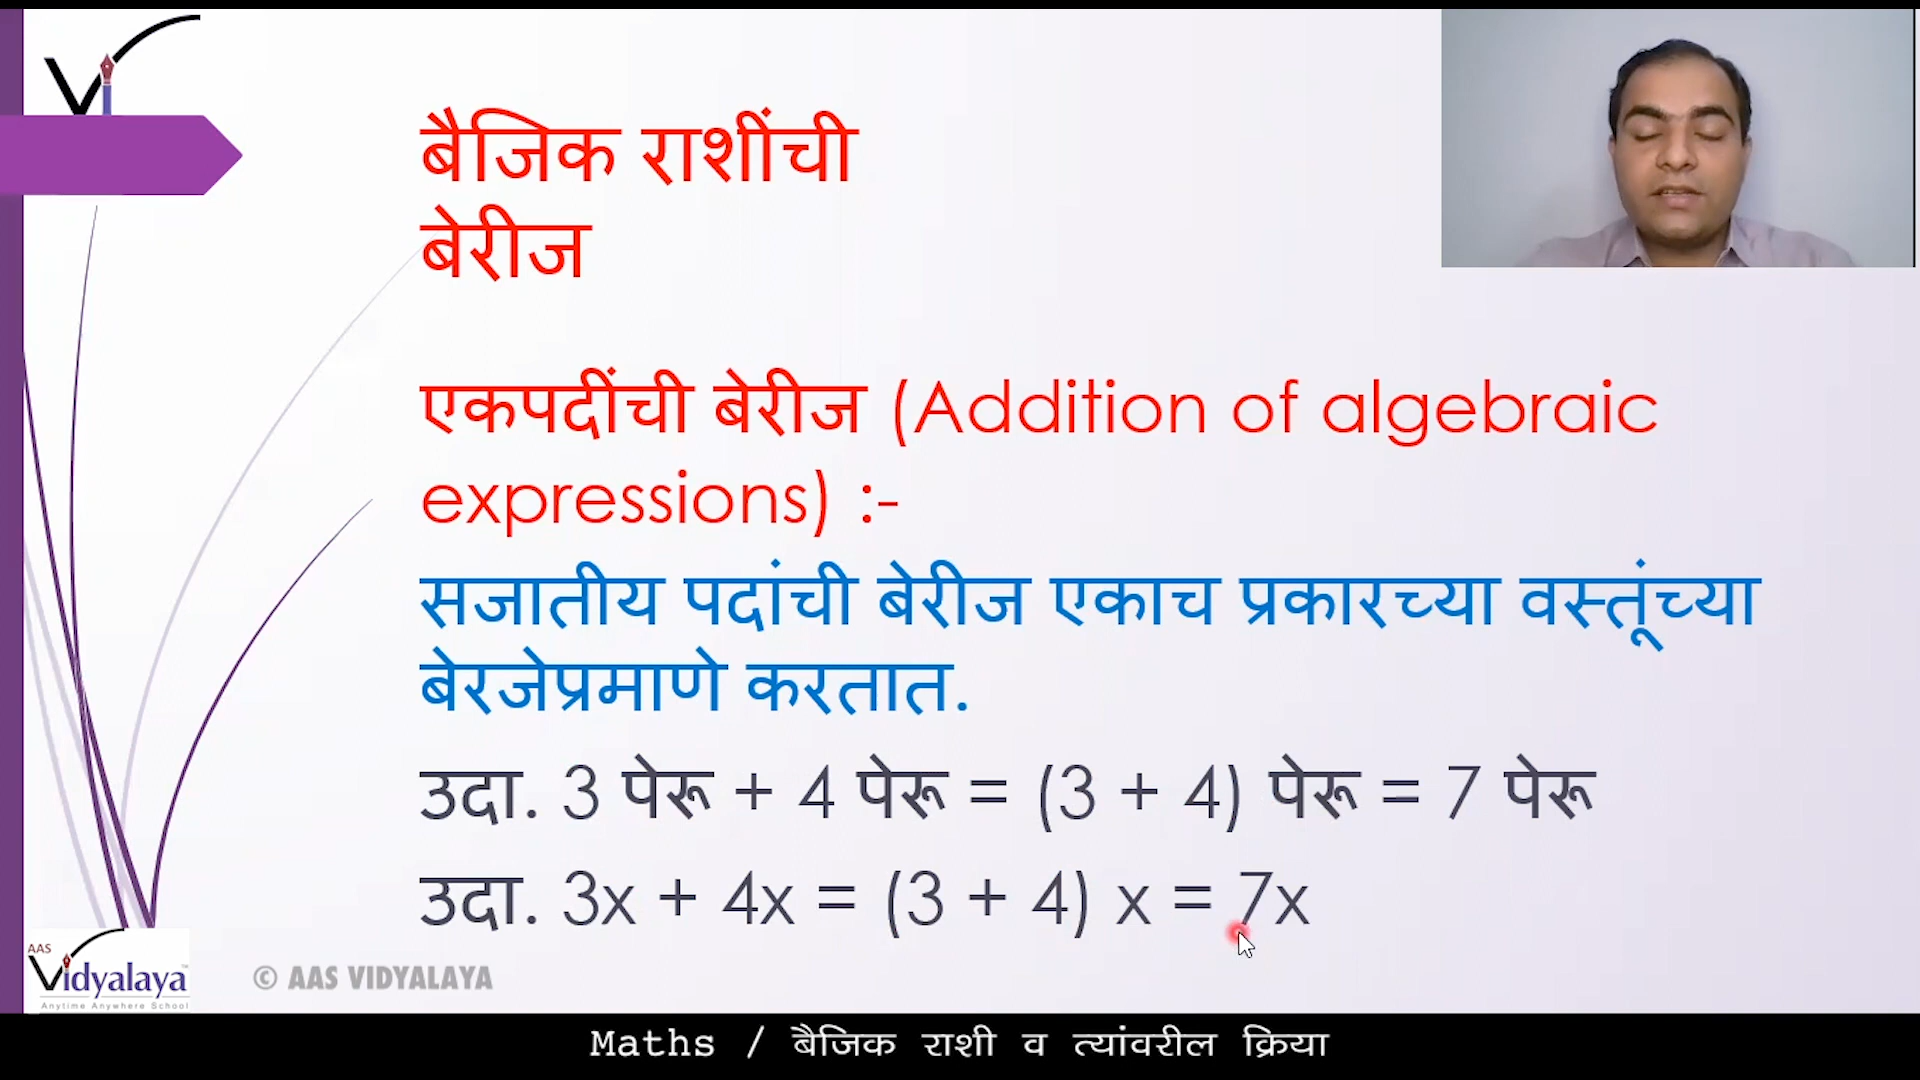 बैजिक राशींची
बेरीज
एकपदींची बेरीज (Addition of algebraic
expressions) :-
सजातीय पदांची बेरीज एकाच प्रकारच्या वस्तूंच्या
बेरजेप्रमाणे करतात.
उदा. 3 पेरू + 4 पेरू = (3 + 4) पेरू = 7 पेरू
उदा. 3x + 4x = (3 + 4) x = 7x
AAS
Vidyalaya
Anytime Anywhere School
© AAS VIDYALAYA
Maths / बैजिक राशी व त्यांवरील क्रिया